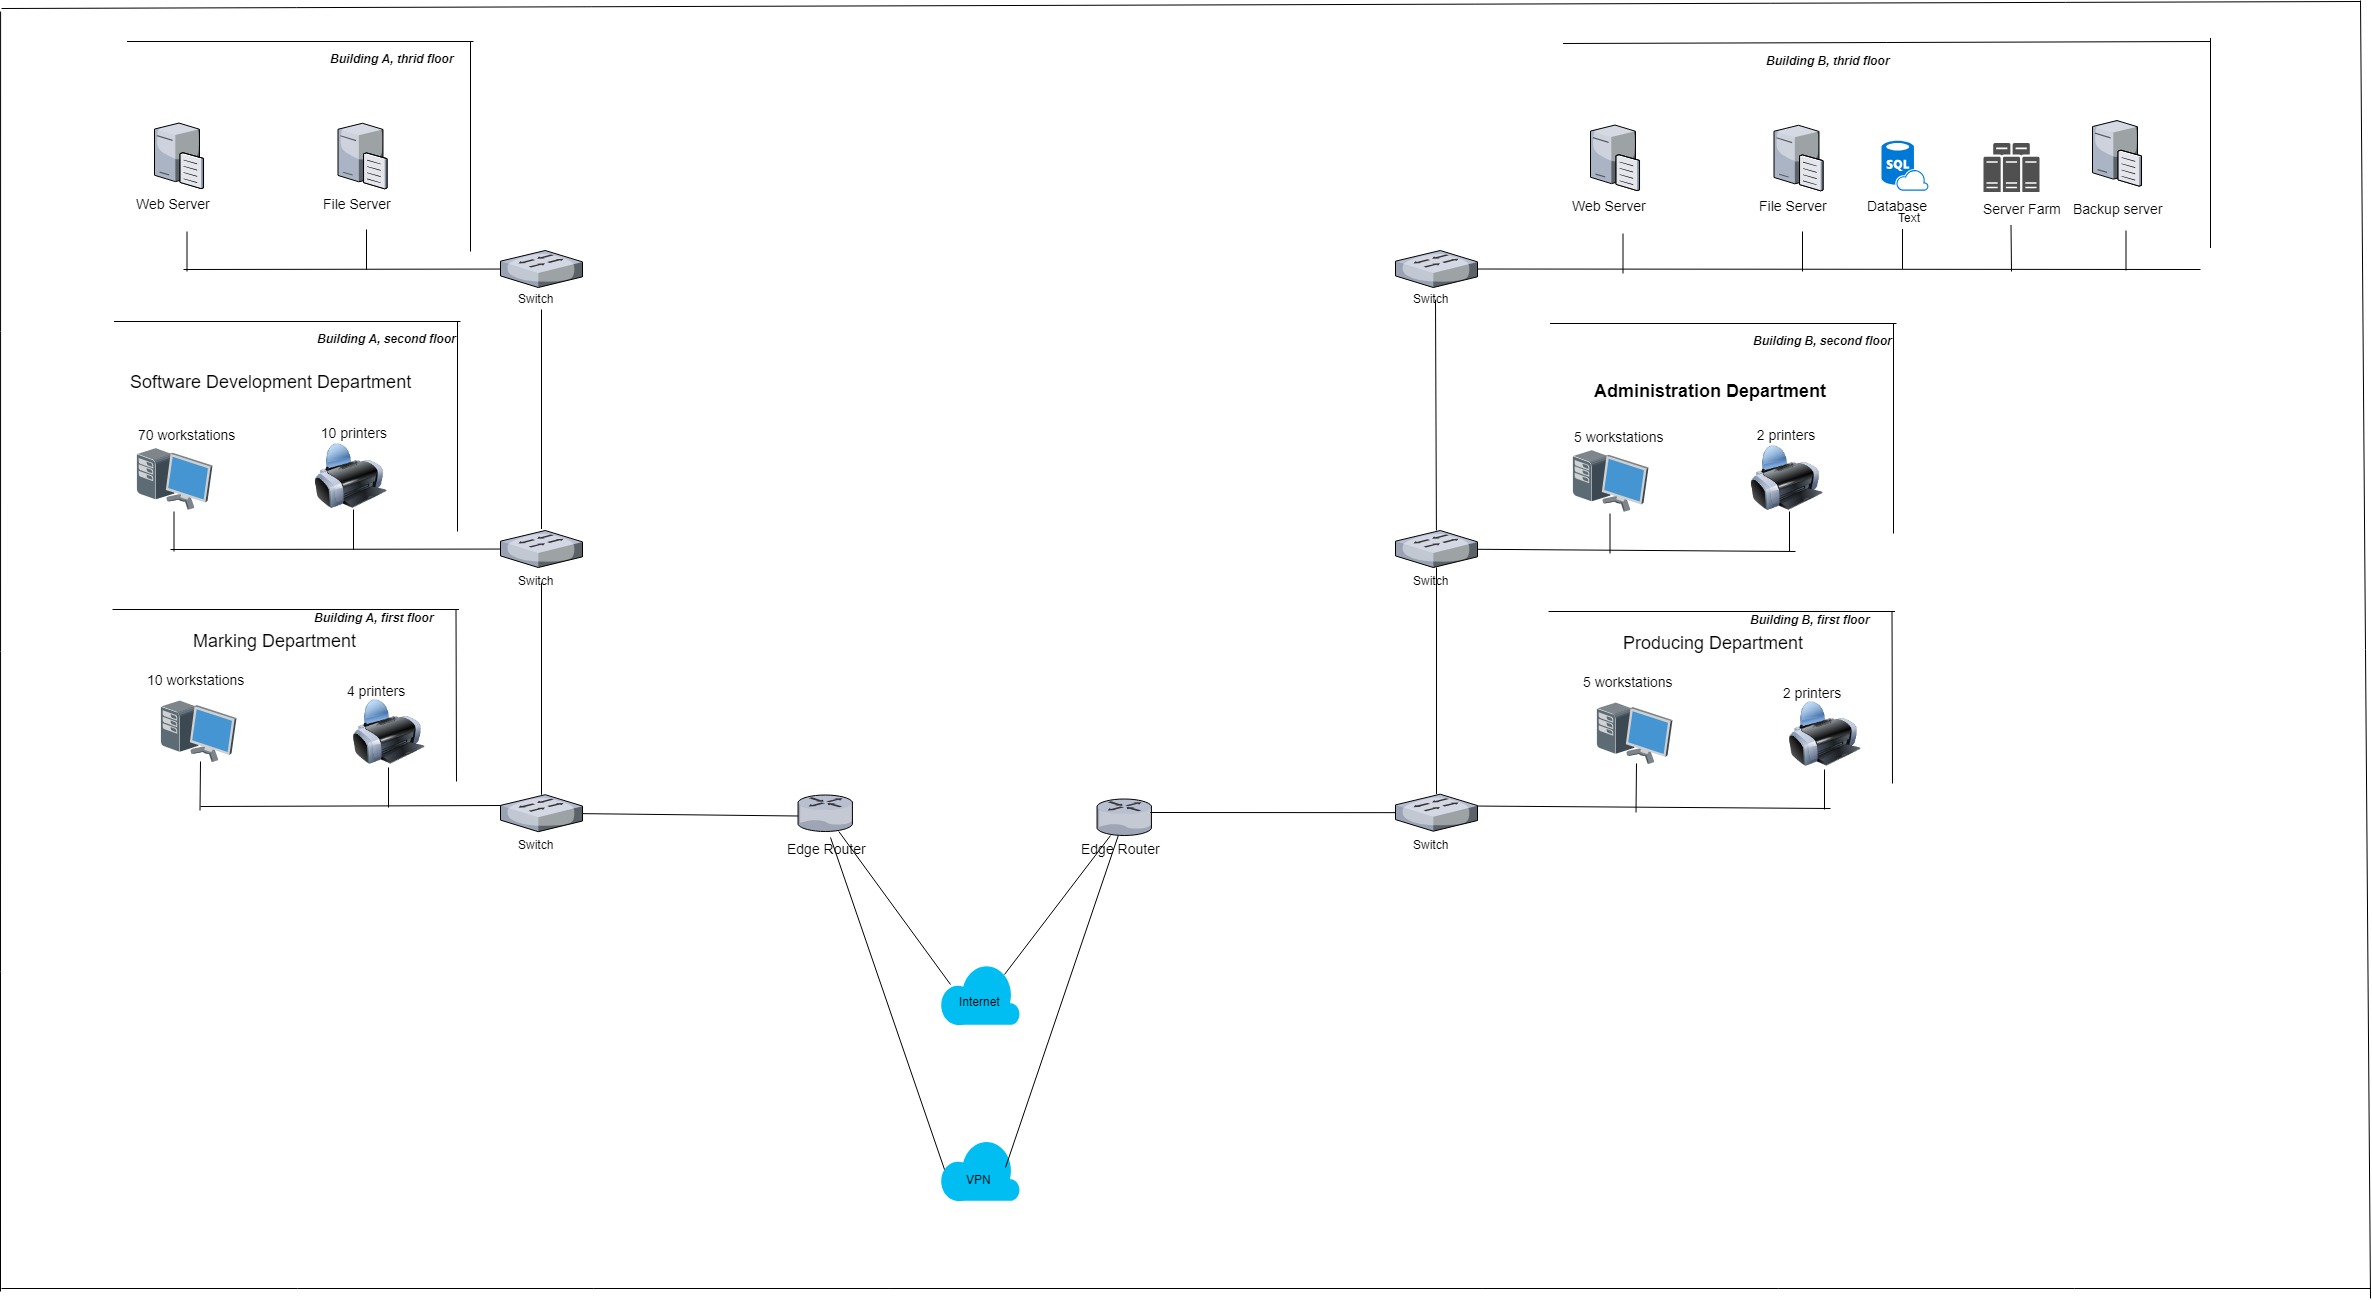 Building A, thrid floor
Web Server
File Server
Switch
Building A, second floor
Software Development Department
70 workstations
10 printers
Switch
Building A, first floor
Marking Department
10 workstations
4 printers
Switch
Edge Router
Building B, thrid floor
Web Server
File Server
Database
Text
SQL
Server Farm
Backup server
Switch
Building B, second floor
Administration Department
5 workstations
2 printers
Switch
Building B, first floor
Producing Department
5 workstations
2 printers
Switch
Edge Router
Internet
VPN